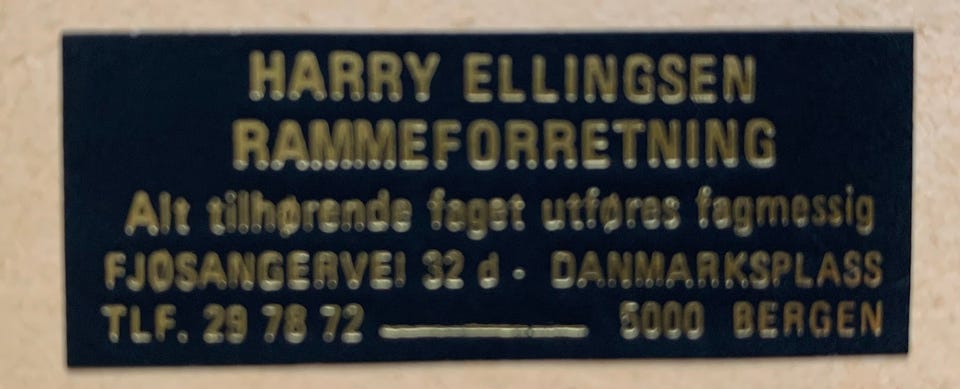 HARRY ELLINGSEN
RAMMEFORRETNING
Alt tilhørende faget utføres fagmessig
FJØSANGERVEI 32 d · DANMARKSPLASS
TLF. 29 78 72 ———— 5000 BERGEN